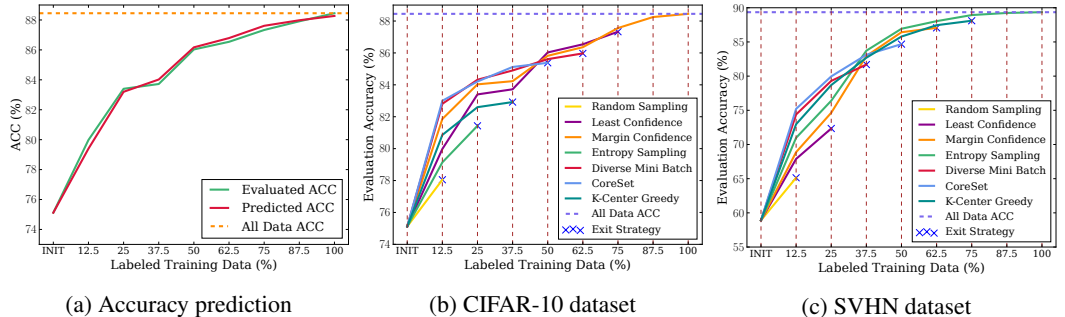 88
86
84
82
80
78
76
74
ACC (%)
Evaluated ACC
Predicted ACC
All Data ACC
INIT 12.5 25 37.5 50 62.5 75 87.5 100
Labeled Training Data (%)
(a) Accuracy prediction
88
86
84
82
80
78
76
74
Evaluation Accuracy (%)
Random Sampling
Least Confidence
Margin Confidence
Entropy Sampling
Diverse Mini Batch
CoreSet
K-Center Greedy
All Data ACC
Exit Strategy
INIT 12.5 25 37.5 50 62.5 75 87.5 100
Labeled Training Data (%)
(b) CIFAR-10 dataset
90
85
80
75
70
65
60
55
Evaluation Accuracy (%)
Random Sampling
Least Confidence
Margin Confidence
Entropy Sampling
Diverse Mini Batch
CoreSet
K-Center Greedy
All Data ACC
Exit Strategy
INIT 12.5 25 37.5 50 62.5 75 87.5 100
Labeled Training Data (%)
(c) SVHN dataset